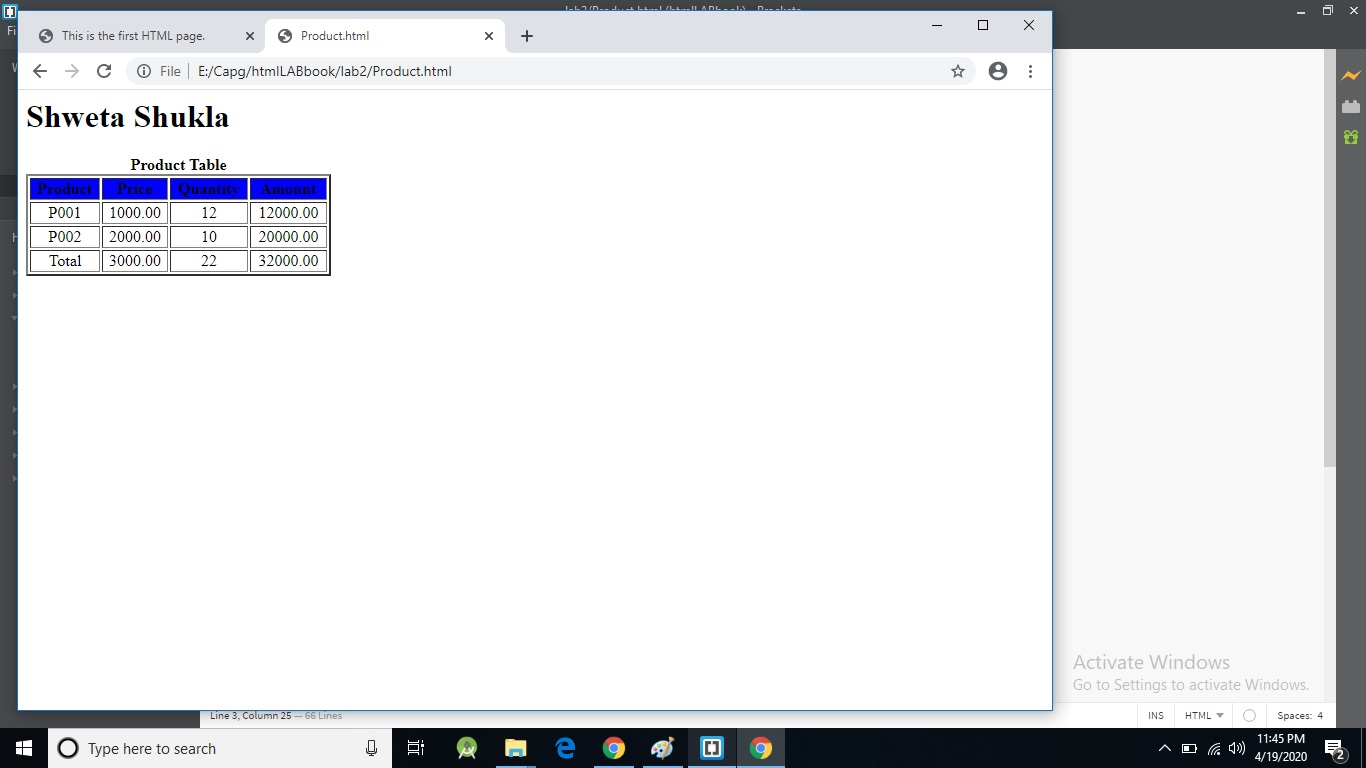 This is the first HTML page.
Product.html
File
E:/Capg/htmlLABbook/lab2/Product.html
Shweta Shukla
Product Table
Product Price Quantity Amount
P001 1000.00 12 12000.00
P002 2000.00 10 20000.00
Total 3000.00 22 32000.00
Activate Windows
Go to Settings to activate Windows.
Line 3, Column 25 — 66 Lines
INS HTML Spaces: 4
Type here to search
11:45 PM
4/19/2020
2